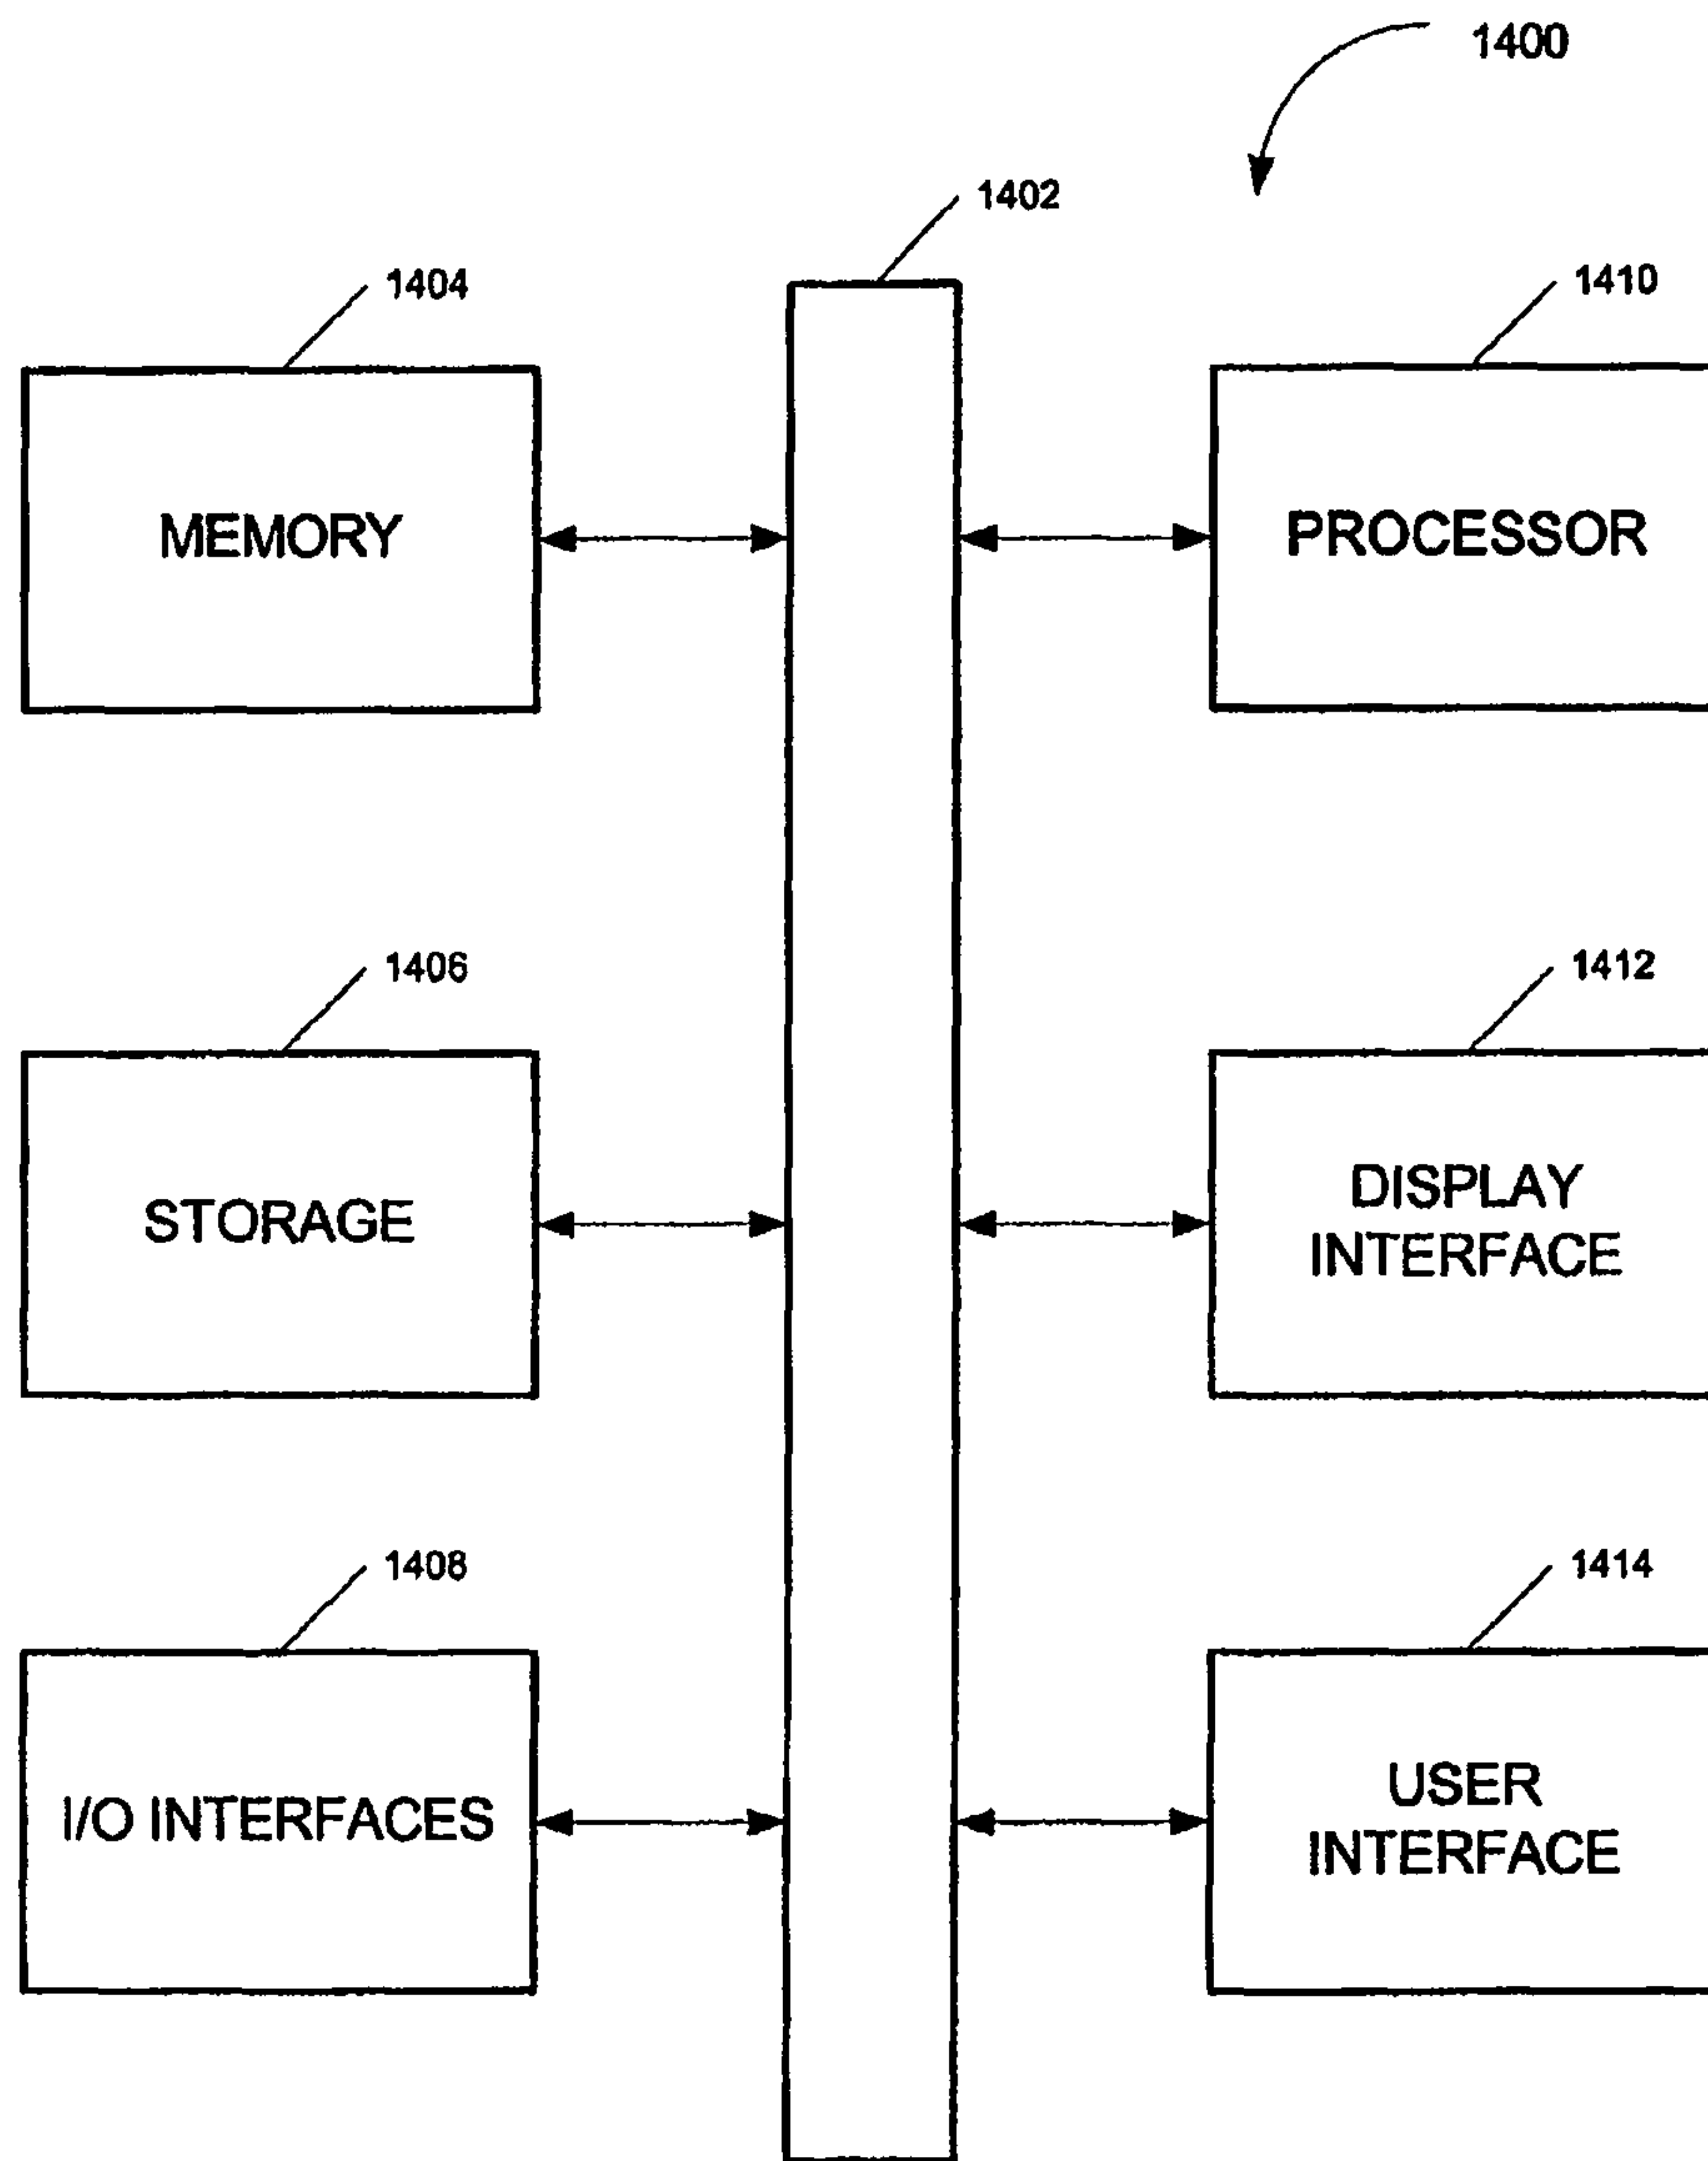 1400
1402
1404
1410
MEMORY
PROCESSOR
1406
1412
STORAGE
DISPLAY
INTERFACE
1408
1414
I/O INTERFACES
USER
INTERFACE